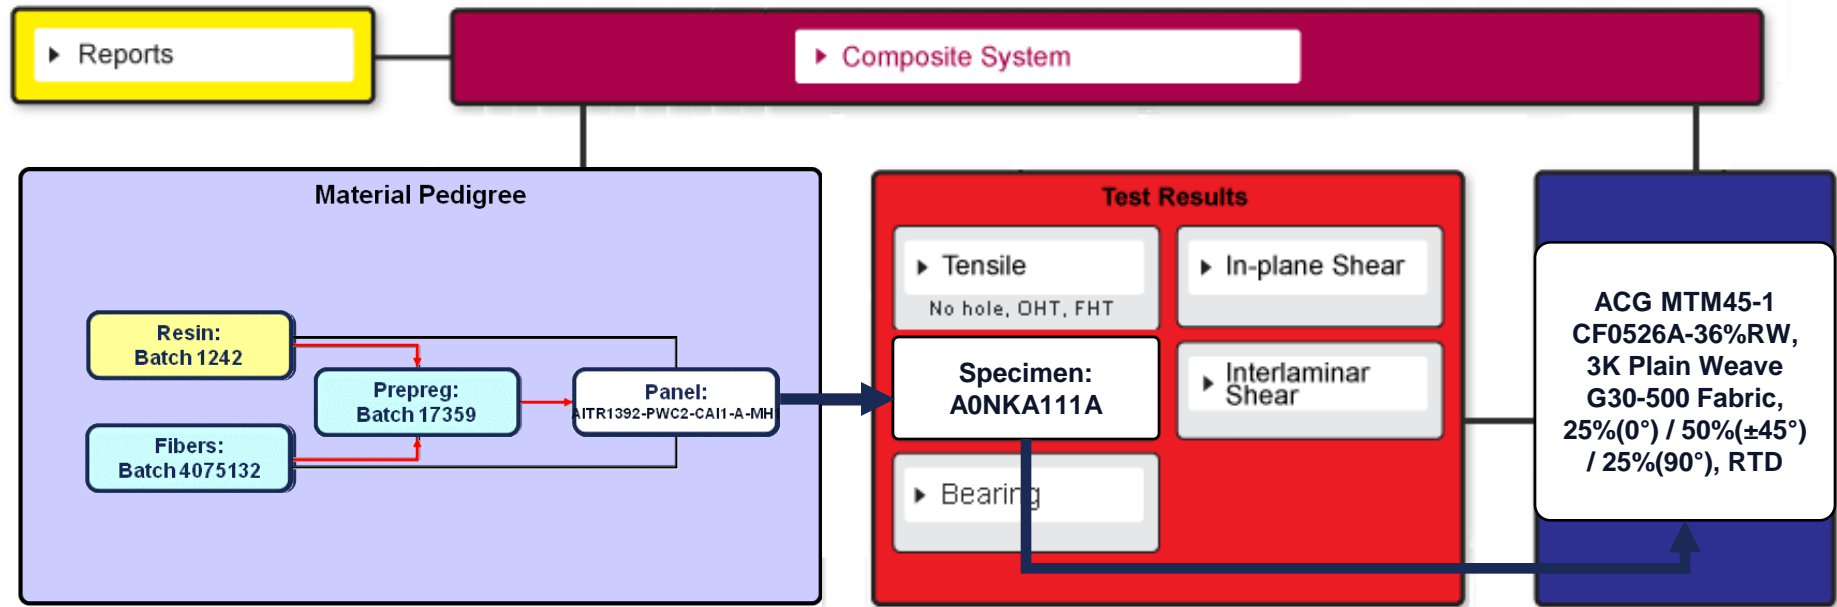 Reports
Composite System
Material Pedigree
Resin:
Batch 1242
Prepreg:
Batch 17359
Fibers:
Batch 4075132
Panel:
AITR1392-PWC2-CAI1-A-MH1
Test Results
Tensile
No hole, OHT, FHT
In-plane Shear
Specimen:
A0NKA111A
Interlaminar
Shear
Bearing
ACG MTM45-1
CF0526A-36%RW,
3K Plain Weave
G30-500 Fabric,
25%(0°) / 50%(±45°)
/ 25%(90°), RTD